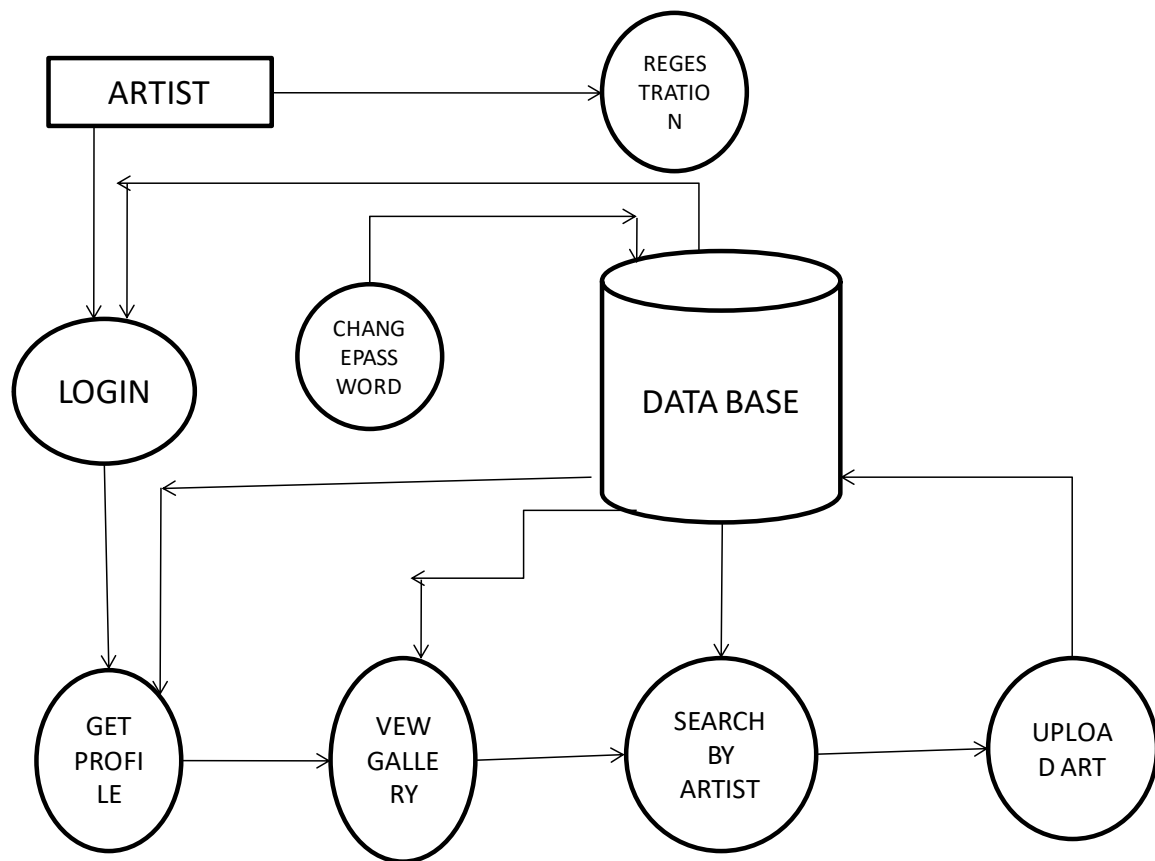 ARTIST
REGES
TRATIO
N
CHANG
EPASS
WORD
LOGIN
DATA BASE
GET
PROFI
LE
VEW
GALLE
RY
SEARCH
BY
ARTIST
UPLOA
D ART